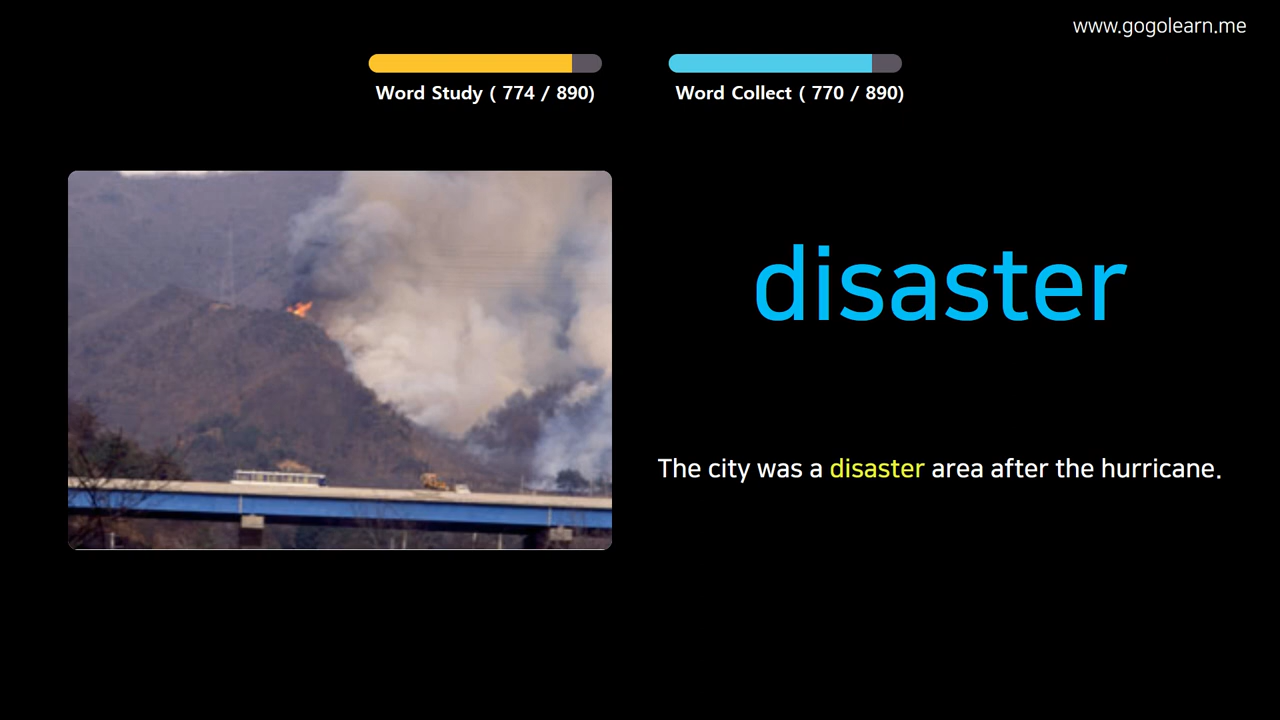 www.gogolearn.me
Word Study ( 774 / 890)
Word Collect ( 770 / 890)
disaster
The city was a disaster area after the hurricane.